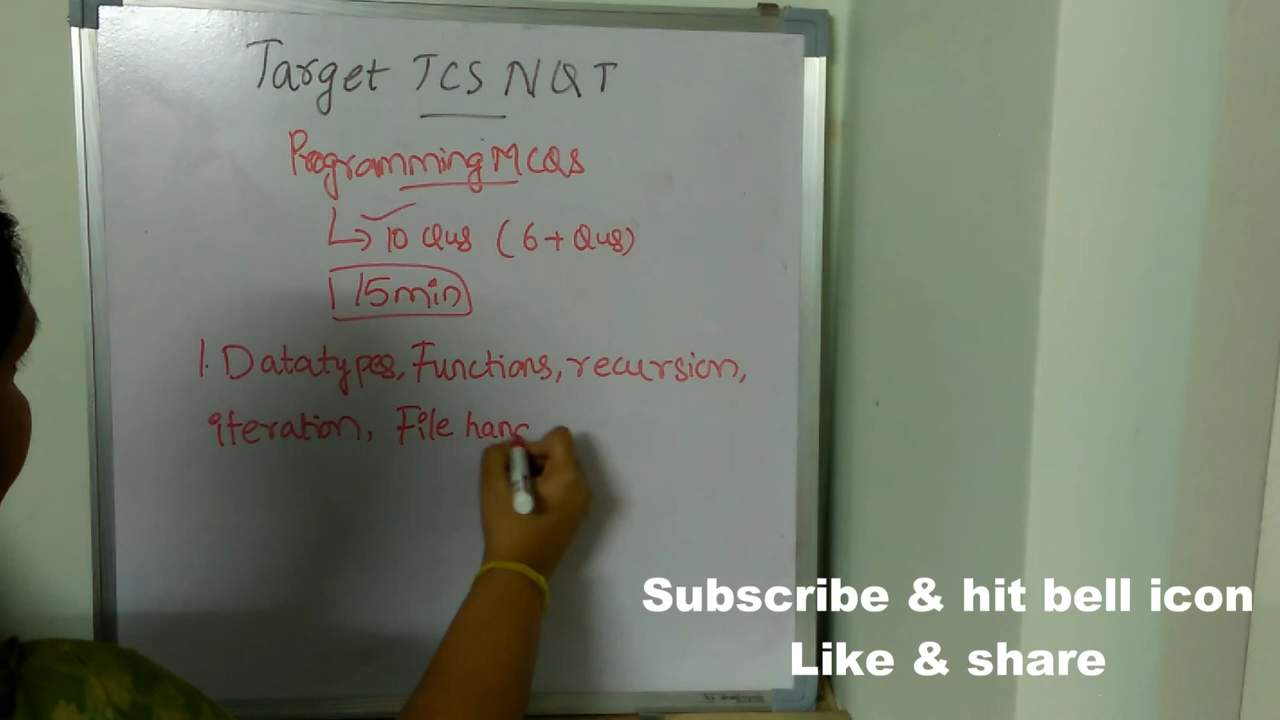 Target TCS NQT
Programming MCQS
10 Qus (6+ Qus)
15min
1. Datatypes, Functions, recursion,
iteration, File hand
Subscribe & hit bell icon
Like & share